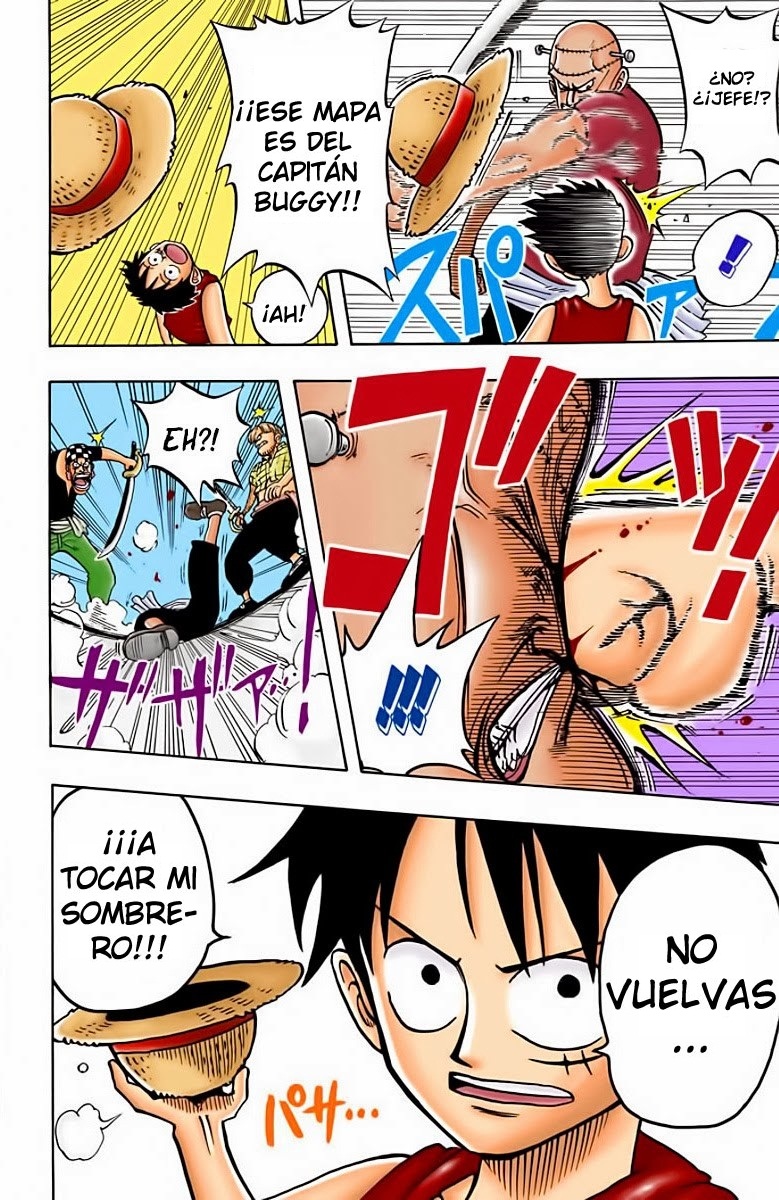 ¿NO?
¿¡JEFE!?
¡¡ESE MAPA
ES DEL
CAPITÁN
BUGGY!!
!
スパァ
¡AH!
ゴッ!!
!!!
EH?!
ザザァ…!
NO
VUELVAS
...
¡¡¡A
TOCAR MI
SOMBRE-
RO!!!
パサ…